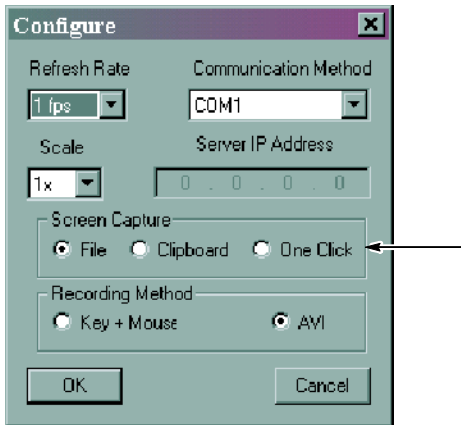 Configure
Refresh Rate
Communication Method
1 fps
COM1
Scale
Server IP Address
1x
0 . 0 . 0 . 0
Screen Capture
File
Clipboard
One Click
Recording Method
Key + Mouse
AVI
OK
Cancel